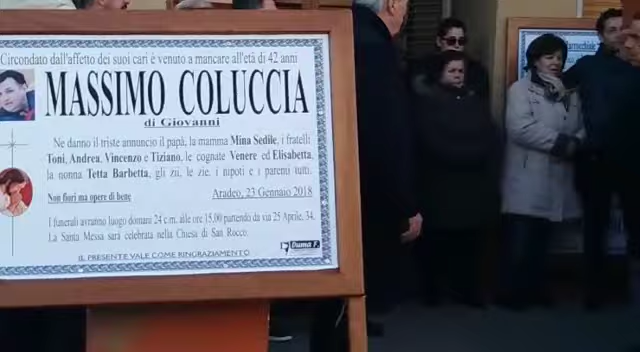 Circondato dall'affetto dei suoi cari è venuto a mancare all'età di 42 anni
MASSIMO COLUCCIA
di Giovanni
Ne danno il triste annuncio il papà, la mamma Mina Sedile, i fratelli
Toni, Andrea, Vincenzo e Tiziano, le cognate Venere ed Elisabetta,
la nonna Tetta Barbetta, gli zii, le zie, i nipoti e i parenti tutti.
Non fiori ma opere di bene
Aradeo, 23 Gennaio 2018
I funerali avranno luogo domani 24 c.m. alle ore 15,00 partendo da via 25 Aprile, 34.
La Santa Messa sarà celebrata nella Chiesa di San Rocco.
Duma F.
IL PRESENTE VALE COME RINGRAZIAMENTO